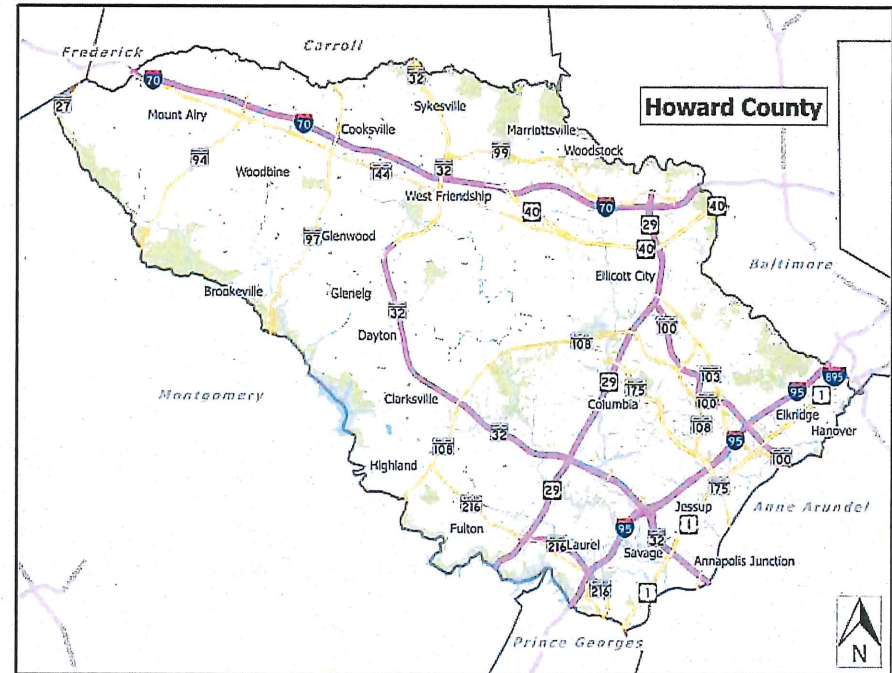 Frederick
Carroll
70
32
27
Mount Airy
Sykesville
Howard County
70
Cooksville
Marriottsville
94
99
Woodstock
Woodbine
144
32
West Friendship
40
70
29
40
97
Glenwood
40
Ellicott City
Baltimore
Brookeville
Glenelg
32
100
Dayton
108
Montgomery
29
175
103
95
895
Clarksville
Columbia
100
1
Elkridge
108
Hanover
108
32
95
100
Highland
29
175
Anne Arundel
216
Jessup
Fulton
95
1
216
Laurel
Savage
32
Annapolis Junction
216
1
Prince Georges
N